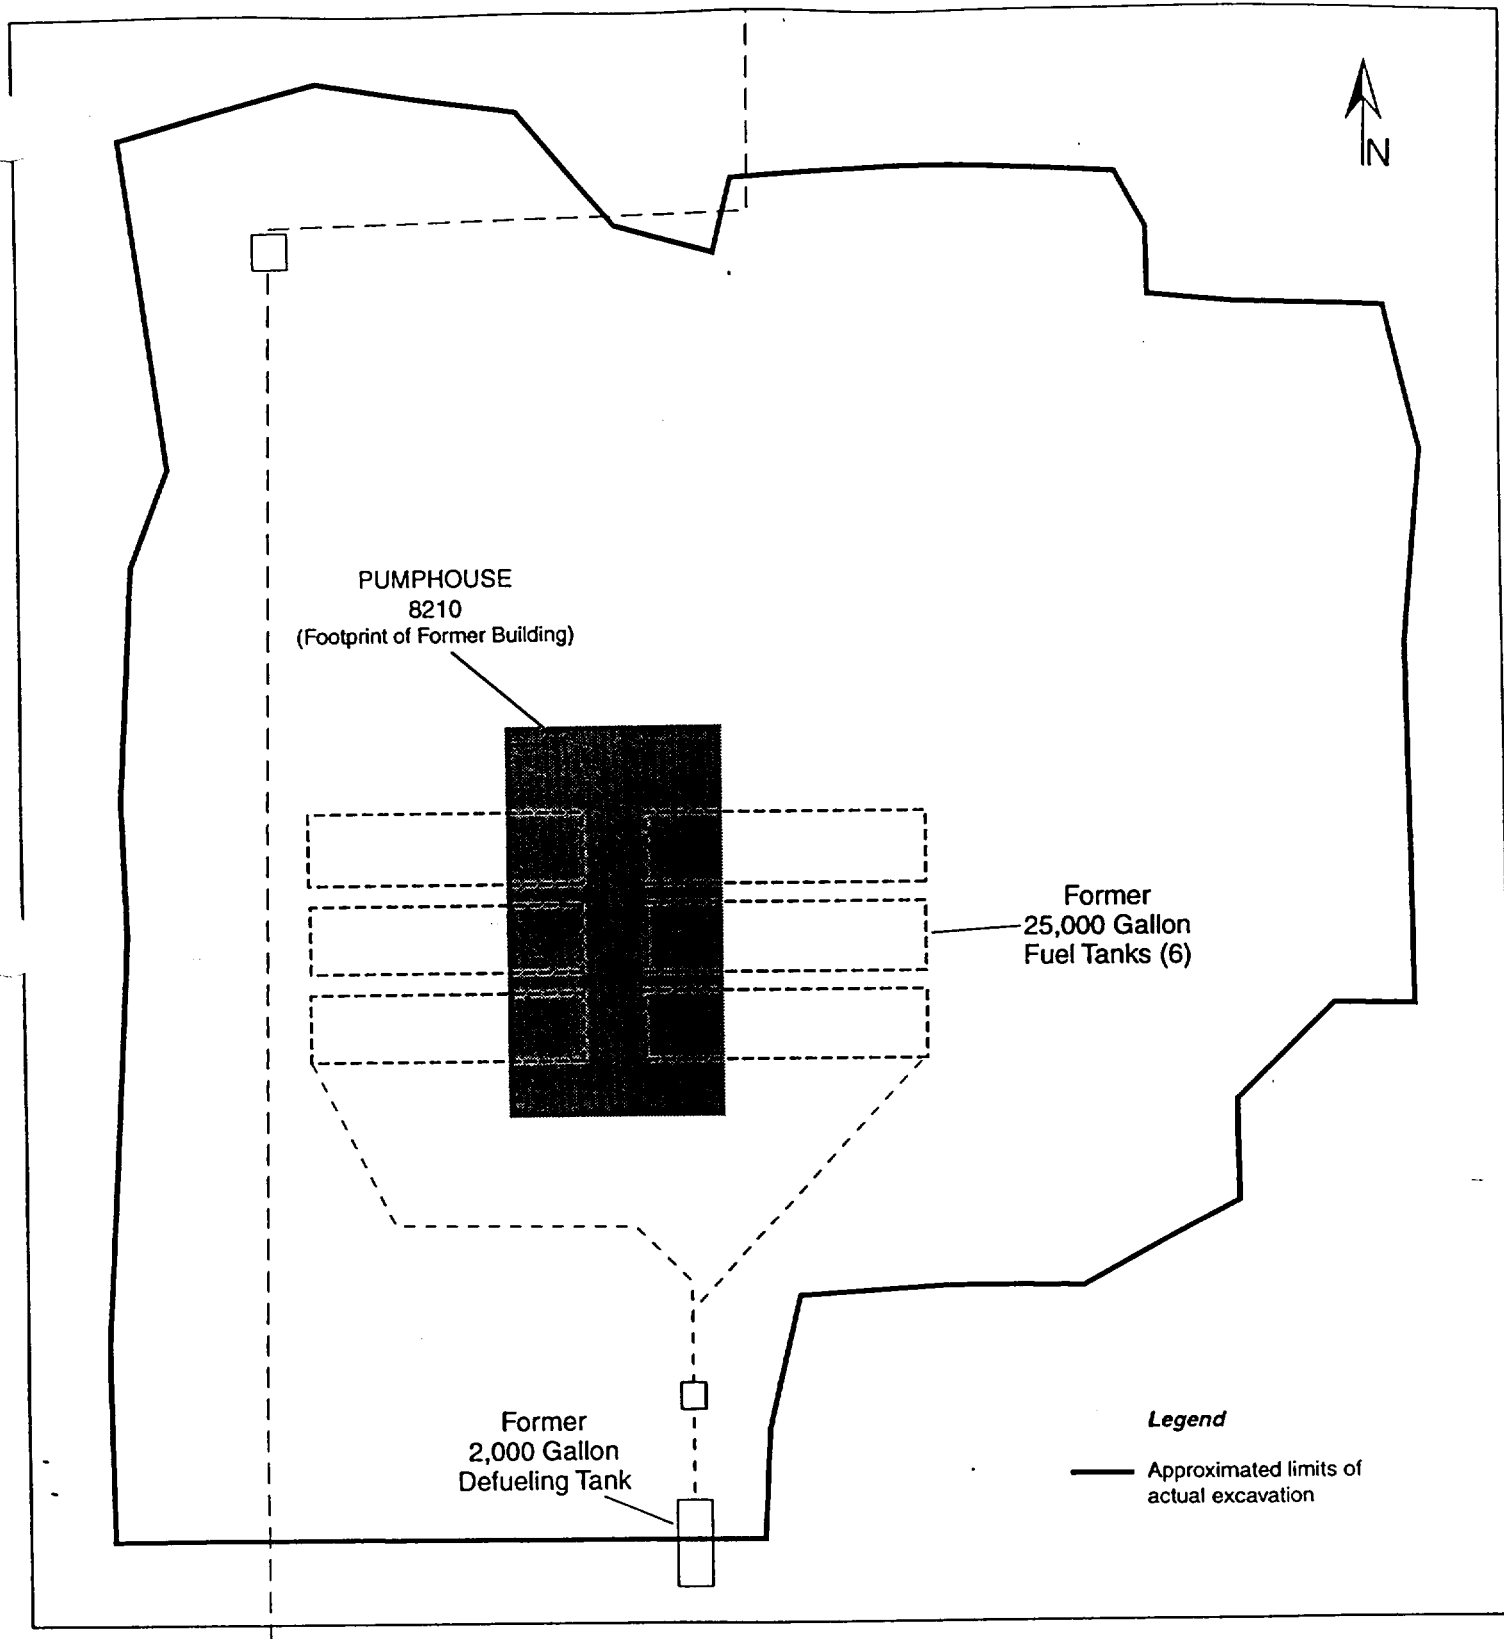 N
PUMPHOUSE
8210
(Footprint of Former Building)
Former
25,000 Gallon
Fuel Tanks (6)
Former
2,000 Gallon
Defueling Tank
Legend
Approximated limits of
actual excavation